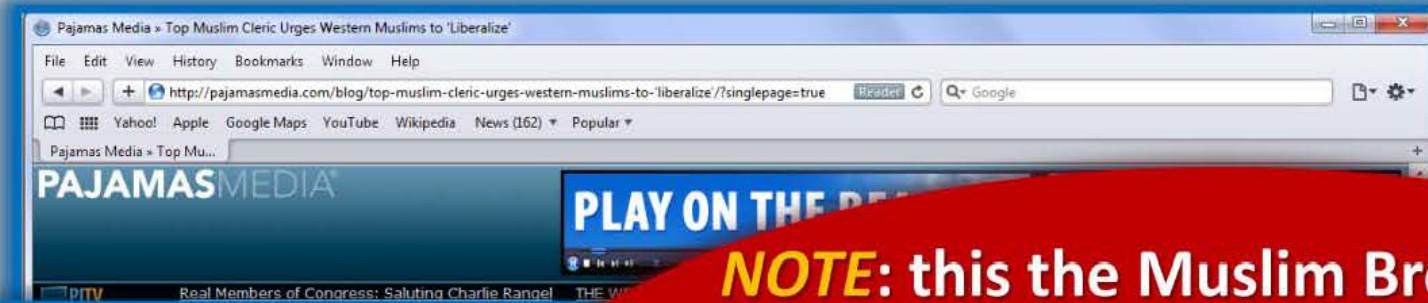 Pajamas Media » Top Muslim Cleric Urges Western Muslims to 'Liberalize'
File Edit View History Bookmarks Window Help
http://pajamasmedia.com/blog/top-muslim-cleric-urges-western-muslims-to-'liberalize'/?singlepage=true Reader Google
Yahoo! Apple Google Maps YouTube Wikipedia News (162) Popular
Pajamas Media » Top Mu...
PAJAMASMEDIA
PLAY ON THE
NOTE: this the Muslim Br
PJTV Real Members of Congress: Saluting Charlie Rangel THE